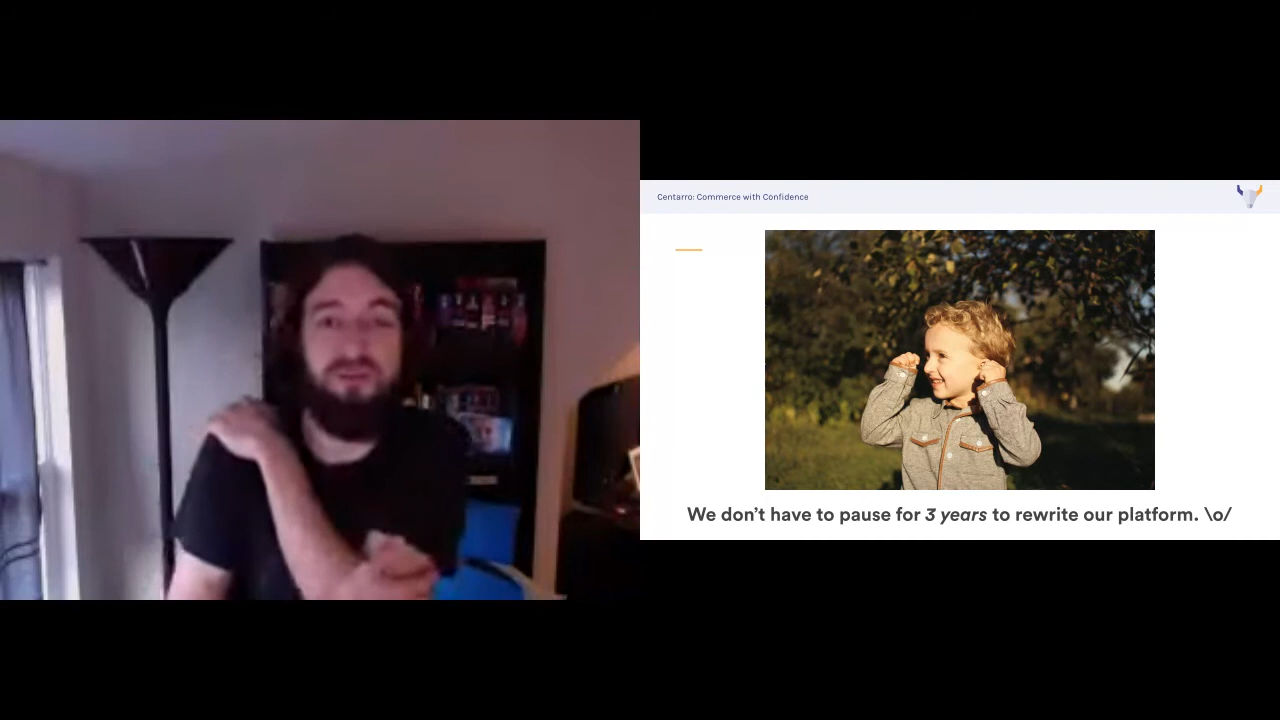 Centarro: Commerce with Confidence
We don't have to pause for 3 years to rewrite our platform. \o/